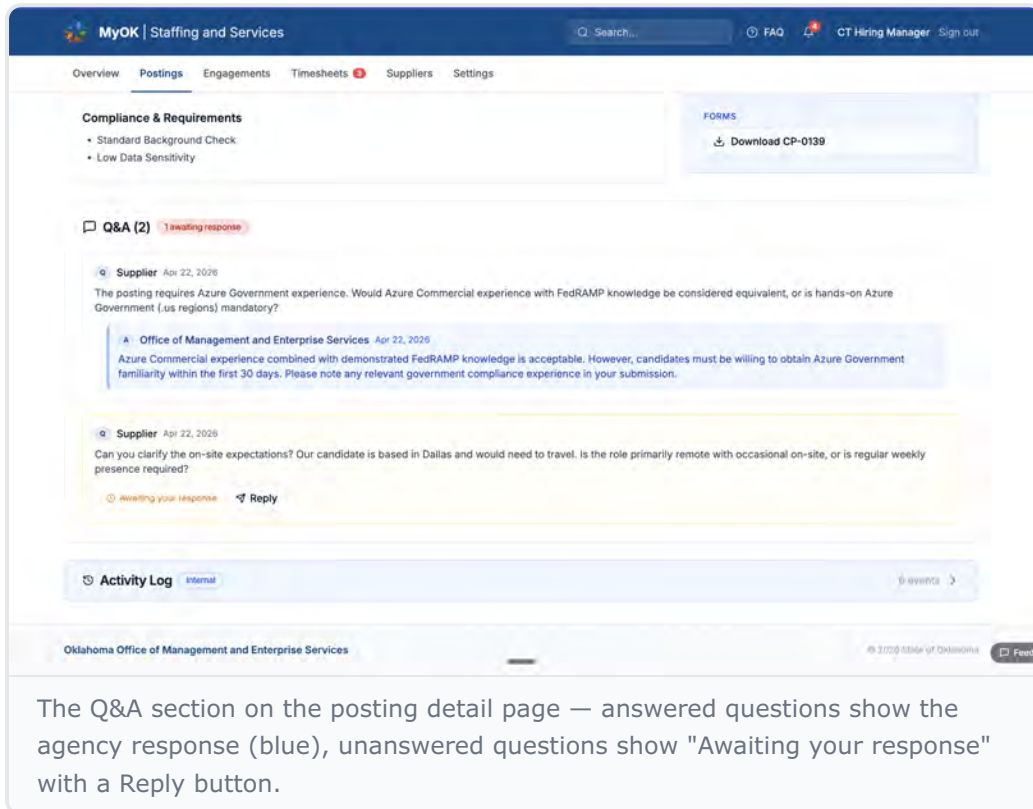 MyOK | Staffing and Services
Search...
FAQ
4
CT Hiring Manager Sign out
Overview Postings Engagements Timesheets 3 Suppliers Settings
Compliance & Requirements
• Standard Background Check
• Low Data Sensitivity
FORMS
Download CP-0139
Q&A (2) 1 awaiting response
Q Supplier Apr 22, 2026
The posting requires Azure Government experience. Would Azure Commercial experience with FedRAMP knowledge be considered equivalent, or is hands-on Azure
Government (.us regions) mandatory?
A Office of Management and Enterprise Services Apr 22, 2026
Azure Commercial experience combined with demonstrated FedRAMP knowledge is acceptable. However, candidates must be willing to obtain Azure Government
familiarity within the first 30 days. Please note any relevant government compliance experience in your submission.
Q Supplier Apr 22, 2026
Can you clarify the on-site expectations? Our candidate is based in Dallas and would need to travel. Is the role primarily remote with occasional on-site, or is regular weekly
presence required?
Awaiting your response Reply
Activity Log Internal
6 events
Oklahoma Office of Management and Enterprise Services
© 2026 State of Oklahoma
Feed
The Q&A section on the posting detail page — answered questions show the
agency response (blue), unanswered questions show "Awaiting your response"
with a Reply button.